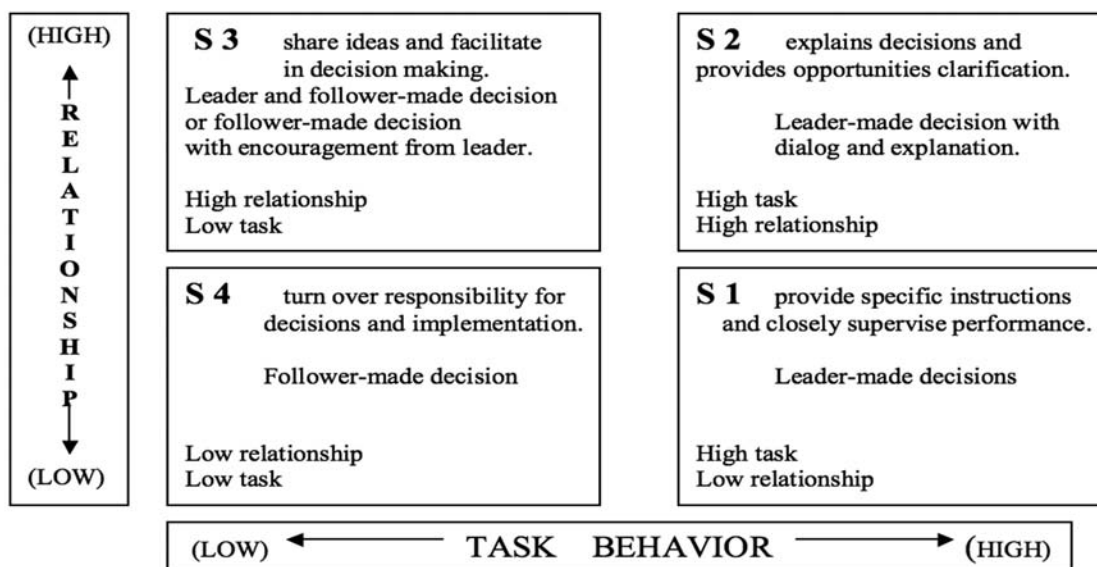 (HIGH)
RELATIONSHIP
(LOW)
S 3 share ideas and facilitate
in decision making.
Leader and follower-made decision
or follower-made decision
with encouragement from leader.
High relationship
Low task
S 2 explains decisions and
provides opportunities clarification.
Leader-made decision with
dialog and explanation.
High task
High relationship
S 4 turn over responsibility for
decisions and implementation.
Follower-made decision
Low relationship
Low task
S 1 provide specific instructions
and closely supervise performance.
Leader-made decisions
High task
Low relationship
(LOW) TASK BEHAVIOR (HIGH)